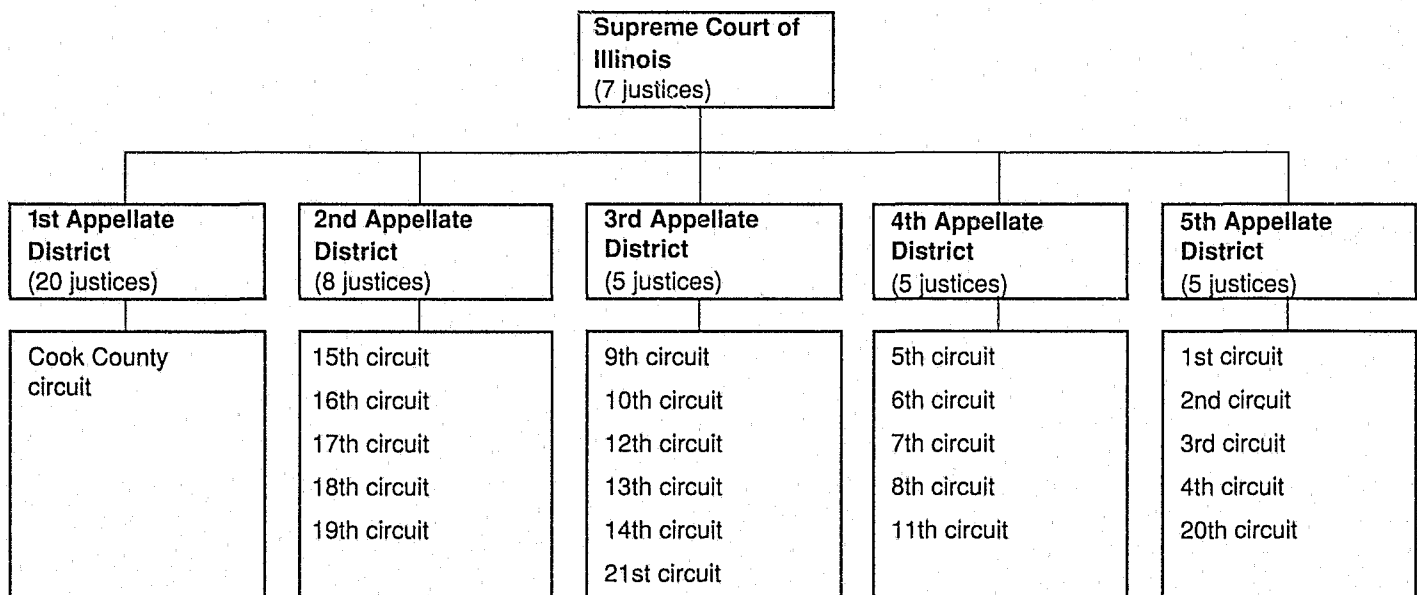 Supreme Court of
Illinois
(7 justices)
1st Appellate
District
(20 justices)
2nd Appellate
District
(8 justices)
3rd Appellate
District
(5 justices)
4th Appellate
District
(5 justices)
5th Appellate
District
(5 justices)
Cook County
circuit
15th circuit
16th circuit
17th circuit
18th circuit
19th circuit
9th circuit
10th circuit
12th circuit
13th circuit
14th circuit
21st circuit
5th circuit
6th circuit
7th circuit
8th circuit
11th circuit
1st circuit
2nd circuit
3rd circuit
4th circuit
20th circuit